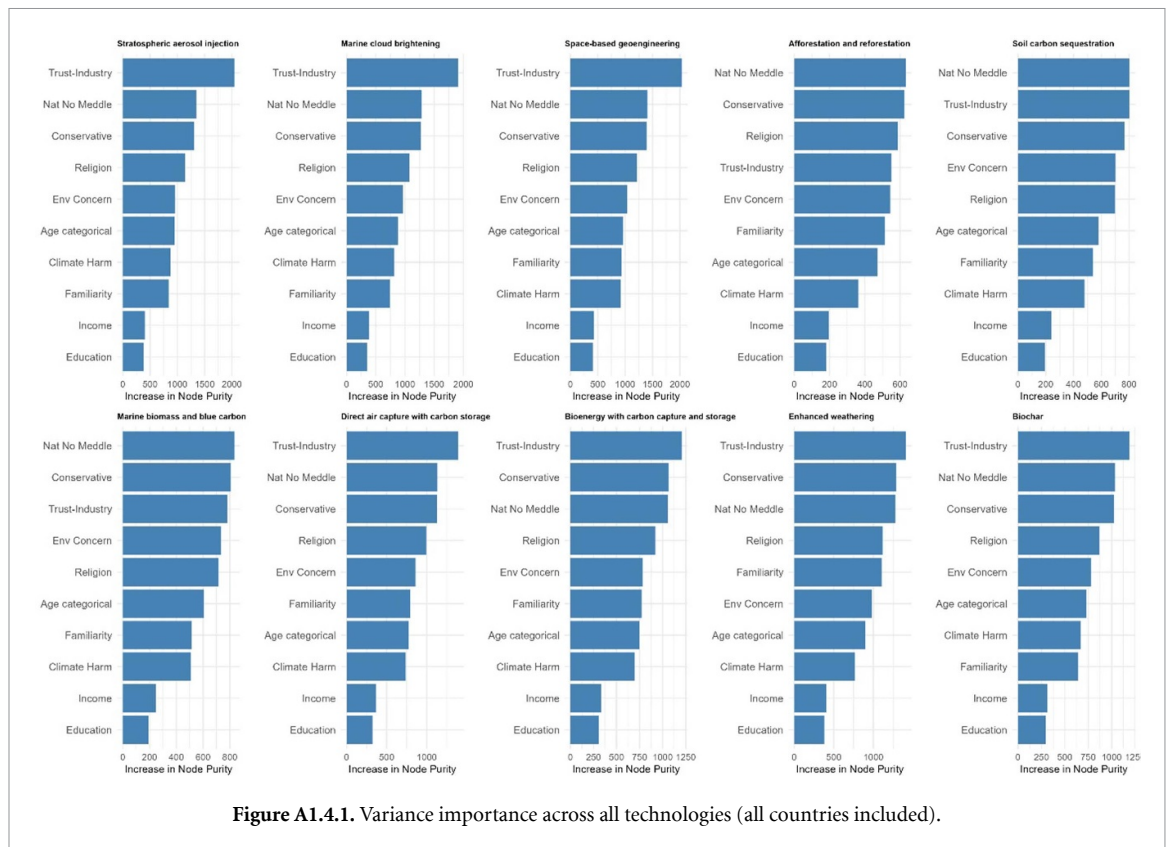 Stratospheric aerosol injection
Trust-Industry
Nat No Meddle
Conservative
Religion
Env Concern
Age categorical
Climate Harm
Familiarity
Income
Education
0 500 1000 1500 2000
Increase in Node Purity
Marine cloud brightening
Trust-Industry
Nat No Meddle
Conservative
Religion
Env Concern
Age categorical
Climate Harm
Familiarity
Income
Education
0 500 1000 1500 2000
Increase in Node Purity
Space-based geoengineering
Trust-Industry
Nat No Meddle
Conservative
Religion
Env Concern
Age categorical
Familiarity
Climate Harm
Income
Education
0 500 1000 1500 2000
Increase in Node Purity
Afforestation and reforestation
Nat No Meddle
Conservative
Religion
Trust-Industry
Env Concern
Familiarity
Age categorical
Climate Harm
Income
Education
0 200 400 600
Increase in Node Purity
Soil carbon sequestration
Nat No Meddle
Trust-Industry
Conservative
Env Concern
Religion
Age categorical
Familiarity
Climate Harm
Income
Education
0 200 400 600 800
Increase in Node Purity
Marine biomass and blue carbon
Nat No Meddle
Conservative
Trust-Industry
Env Concern
Religion
Age categorical
Familiarity
Climate Harm
Income
Education
0 200 400 600 800
Increase in Node Purity
Direct air capture with carbon storage
Trust-Industry
Nat No Meddle
Conservative
Religion
Env Concern
Familiarity
Age categorical
Climate Harm
Income
Education
0 500 1000
Increase in Node Purity
Bioenergy with carbon capture and storage
Trust-Industry
Conservative
Nat No Meddle
Religion
Env Concern
Familiarity
Age categorical
Climate Harm
Income
Education
0 250 500 750 1000 1250
Increase in Node Purity
Enhanced weathering
Trust-Industry
Conservative
Nat No Meddle
Religion
Familiarity
Env Concern
Age categorical
Climate Harm
Income
Education
0 500 1000
Increase in Node Purity
Biochar
Trust-Industry
Nat No Meddle
Conservative
Religion
Env Concern
Age categorical
Climate Harm
Familiarity
Income
Education
0 250 500 750 1000 125
Increase in Node Purity
Figure A1.4.1. Variance importance across all technologies (all countries included).